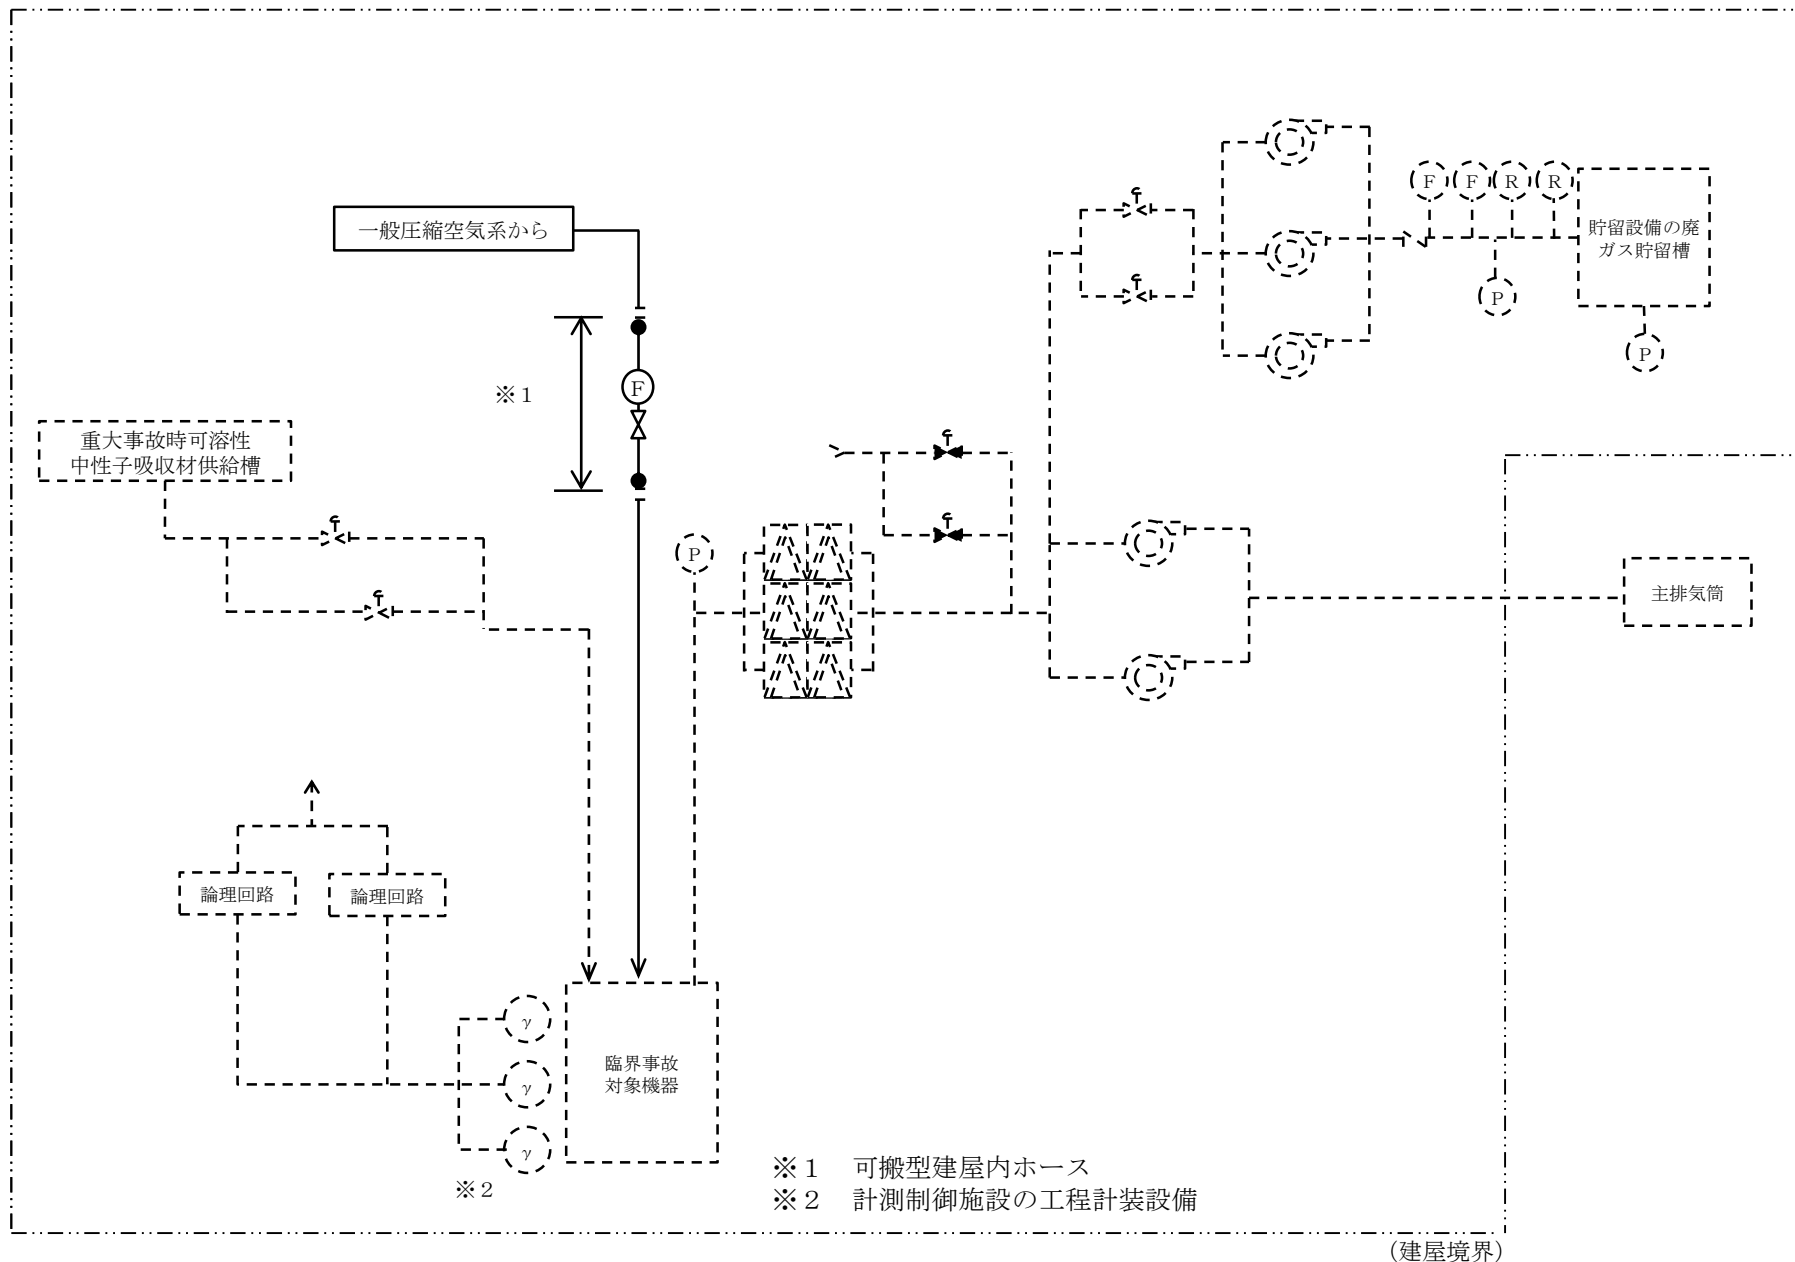 F
F
R
R
一般圧縮空気系から
貯留設備の廃
ガス貯留槽
P
P
※1
F
重大事故時可溶性
中性子吸収材供給槽
P
主排気筒
論理回路
論理回路
γ
臨界事故
対象機器
γ
γ
※2
※1 可搬型建屋内ホース
※2 計測制御施設の工程計装設備
(建屋境界)